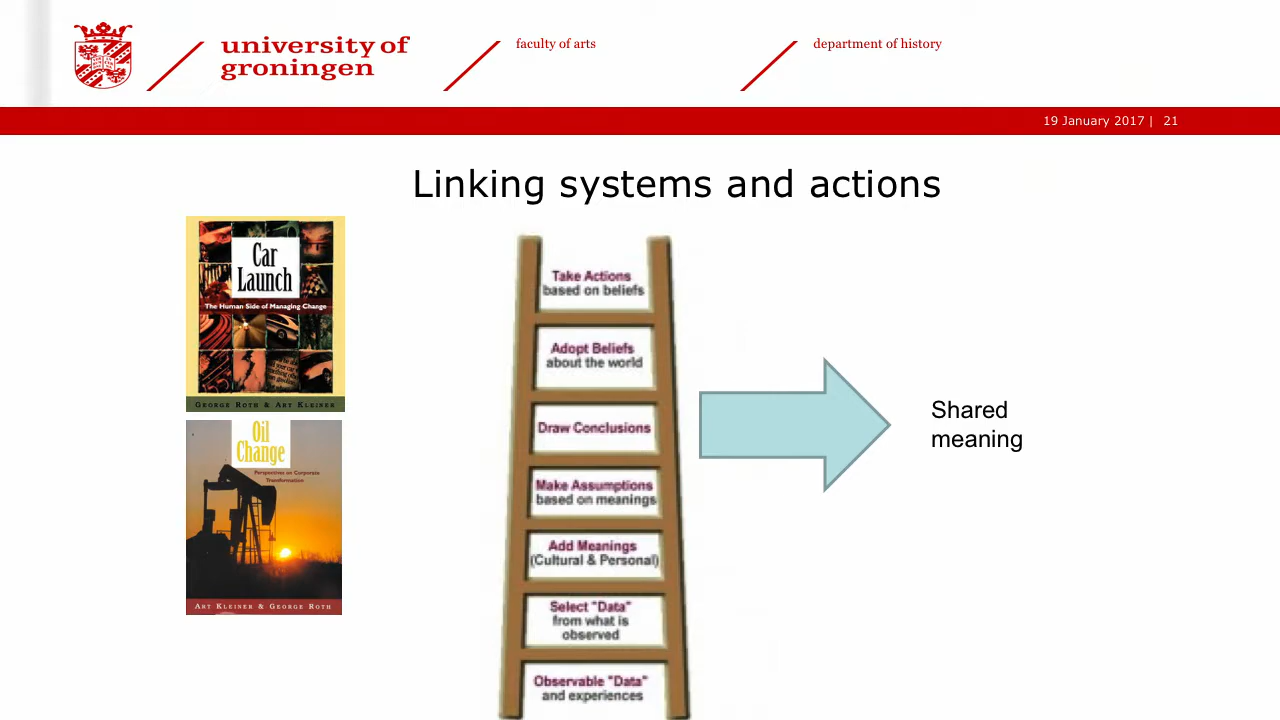 university of
groningen
faculty of arts
department of history
19 January 2017 | 21
Linking systems and actions
Car
Launch
The Human Side of Managing Change
George Roth & Art Kleiner
Oil
Change
Perspectives on Corporate
Transformation
Art Kleiner & George Roth
Take Actions
based on beliefs
Adopt Beliefs
about the world
Draw Conclusions
Make Assumptions
based on meanings
Add Meanings
(Cultural & Personal)
Select "Data"
from what is
observed
Observable "Data"
and experiences
Shared
meaning